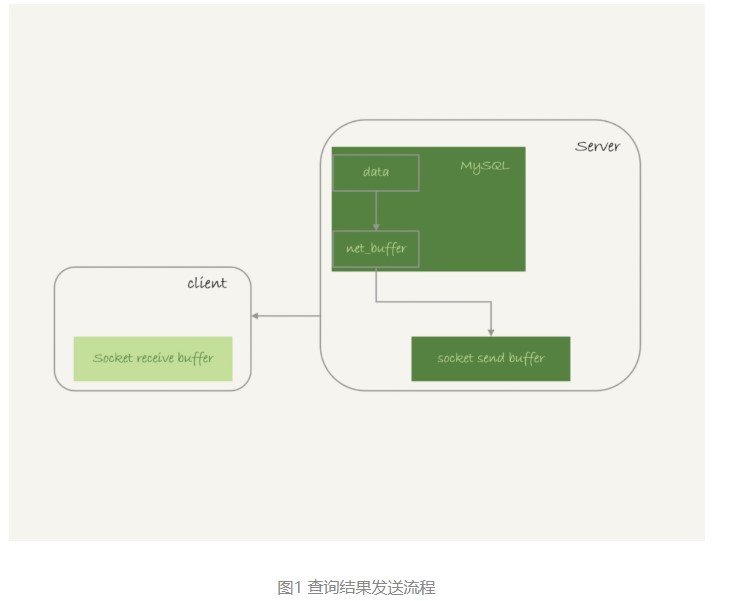 Server
MySQL
data
net_buffer
client
Socket receive buffer
socket send buffer
图1 查询结果发送流程